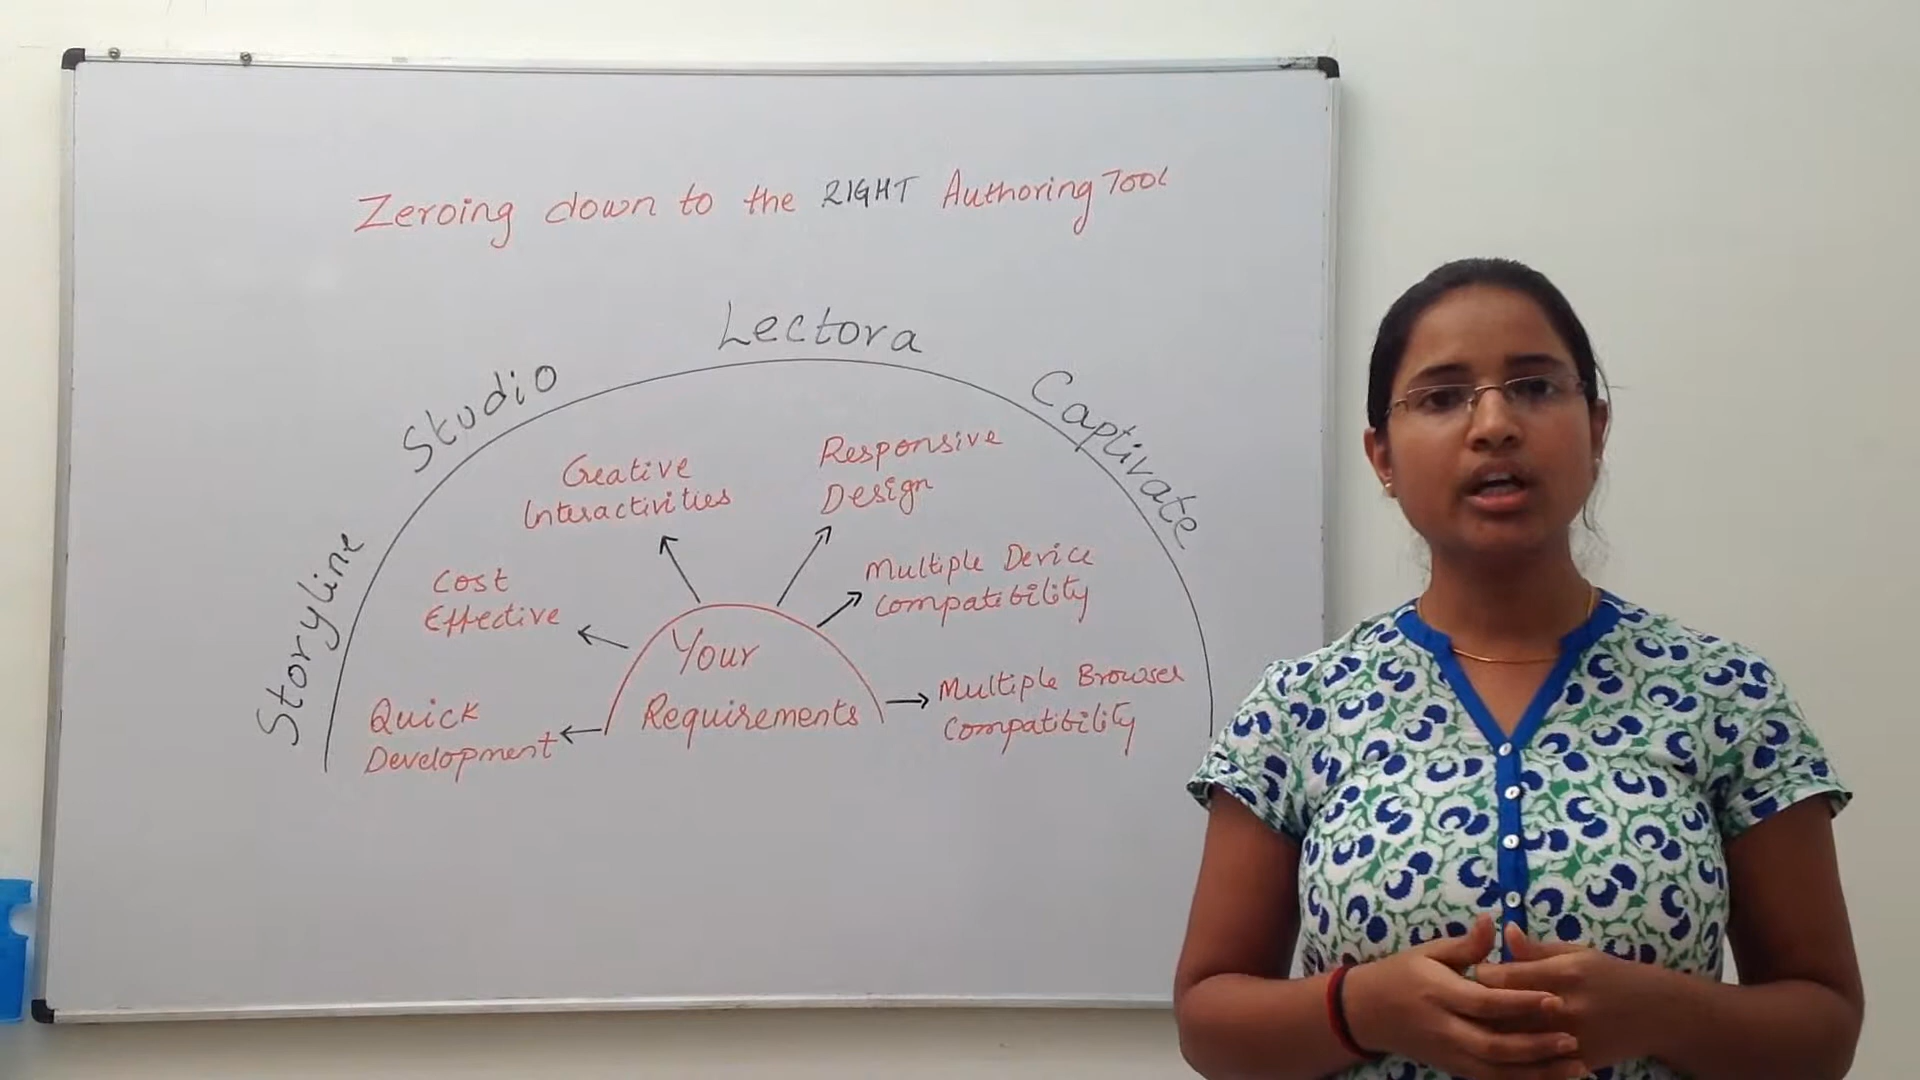 Zeroing down to the RIGHT Authoring Tool
Lectora
Studio
Captivate
Storyline
Creative
Interactivities
Responsive
Design
Cost
Effective
Multiple Device
Compatibility
Quick
Development
Your
Requirements
Multiple Browser
Compatibility